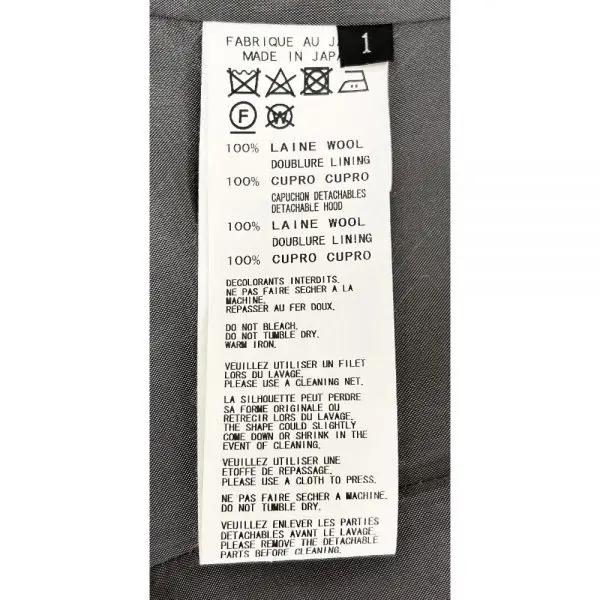 FABRIQUE AU
1
MADE IN JAPA
F W
100% LAINE WOOL
DOUBLURE LINING
100% CUPRO CUPRO
CAPUCHON DETACHABLES
DETACHABLE HOOD
100% LAINE WOOL
DOUBLURE LINING
100% CUPRO CUPRO
DECOLORANTS INTERDITS.
NE PAS FAIRE SECHER A LA
MACHINE.
REPASSER AU FER DOUX.
DO NOT BLEACH.
DO NOT TUMBLE DRY.
WARM IRON.
VEUILLEZ UTILISER UN FILET
LORS DU LAVAGE.
PLEASE USE A CLEANING NET.
LA SILHOUETTE PEUT PERDRE
SA FORME ORIGINALE OU
RETRECIR LORS DU LAVAGE.
THE SHAPE COULD SLIGHTLY
COME DOWN OR SHRINK IN THE
EVENT OF CLEANING.
VEUILLEZ UTILISER UNE
ETOFFE DE REPASSAGE.
PLEASE USE A CLOTH TO PRESS.
NE PAS FAIRE SECHER A MACHINE.
DO NOT TUMBLE DRY.
VEUILLEZ ENLEVER LES PARTIES
DETACHABLES AVANT LE LAVAGE.
PLEASE REMOVE THE DETACHABLE
PARTS BEFORE CLEANING.